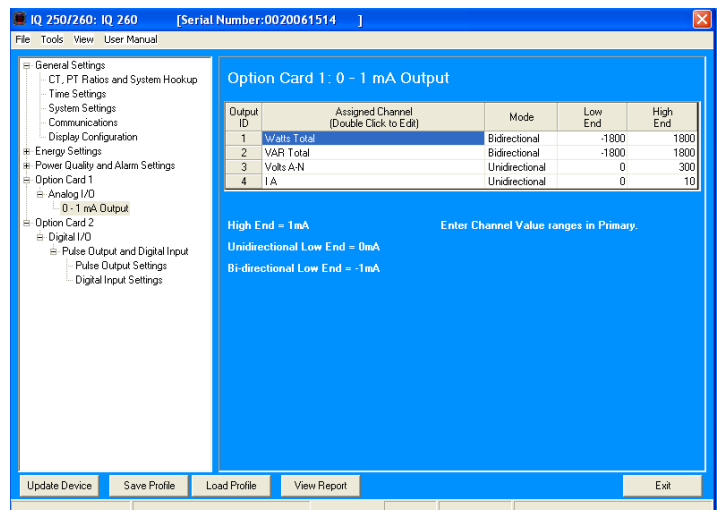 IQ 250/260: IQ 260 [Serial Number:0020061514 ]
File Tools View User Manual
General Settings
CT, PT Ratios and System Hookup
Time Settings
System Settings
Communications
Display Configuration
Energy Settings
Power Quality and Alarm Settings
Option Card 1
Analog I/O
0 - 1 mA Output
Option Card 2
Digital I/O
Pulse Output and Digital Input
Pulse Output Settings
Digital Input Settings
Option Card 1: 0 - 1 mA Output
Output ID Assigned Channel (Double Click to Edit) Mode Low End High End
1 Watts Total Bidirectional -1800 1800
2 VAR Total Bidirectional -1800 1800
3 Volts A-N Unidirectional 0 300
4 I A Unidirectional 0 10
High End = 1mA Enter Channel Value ranges in Primary.
Unidirectional Low End = 0mA
Bi-directional Low End = -1mA
Update Device Save Profile Load Profile View Report Exit